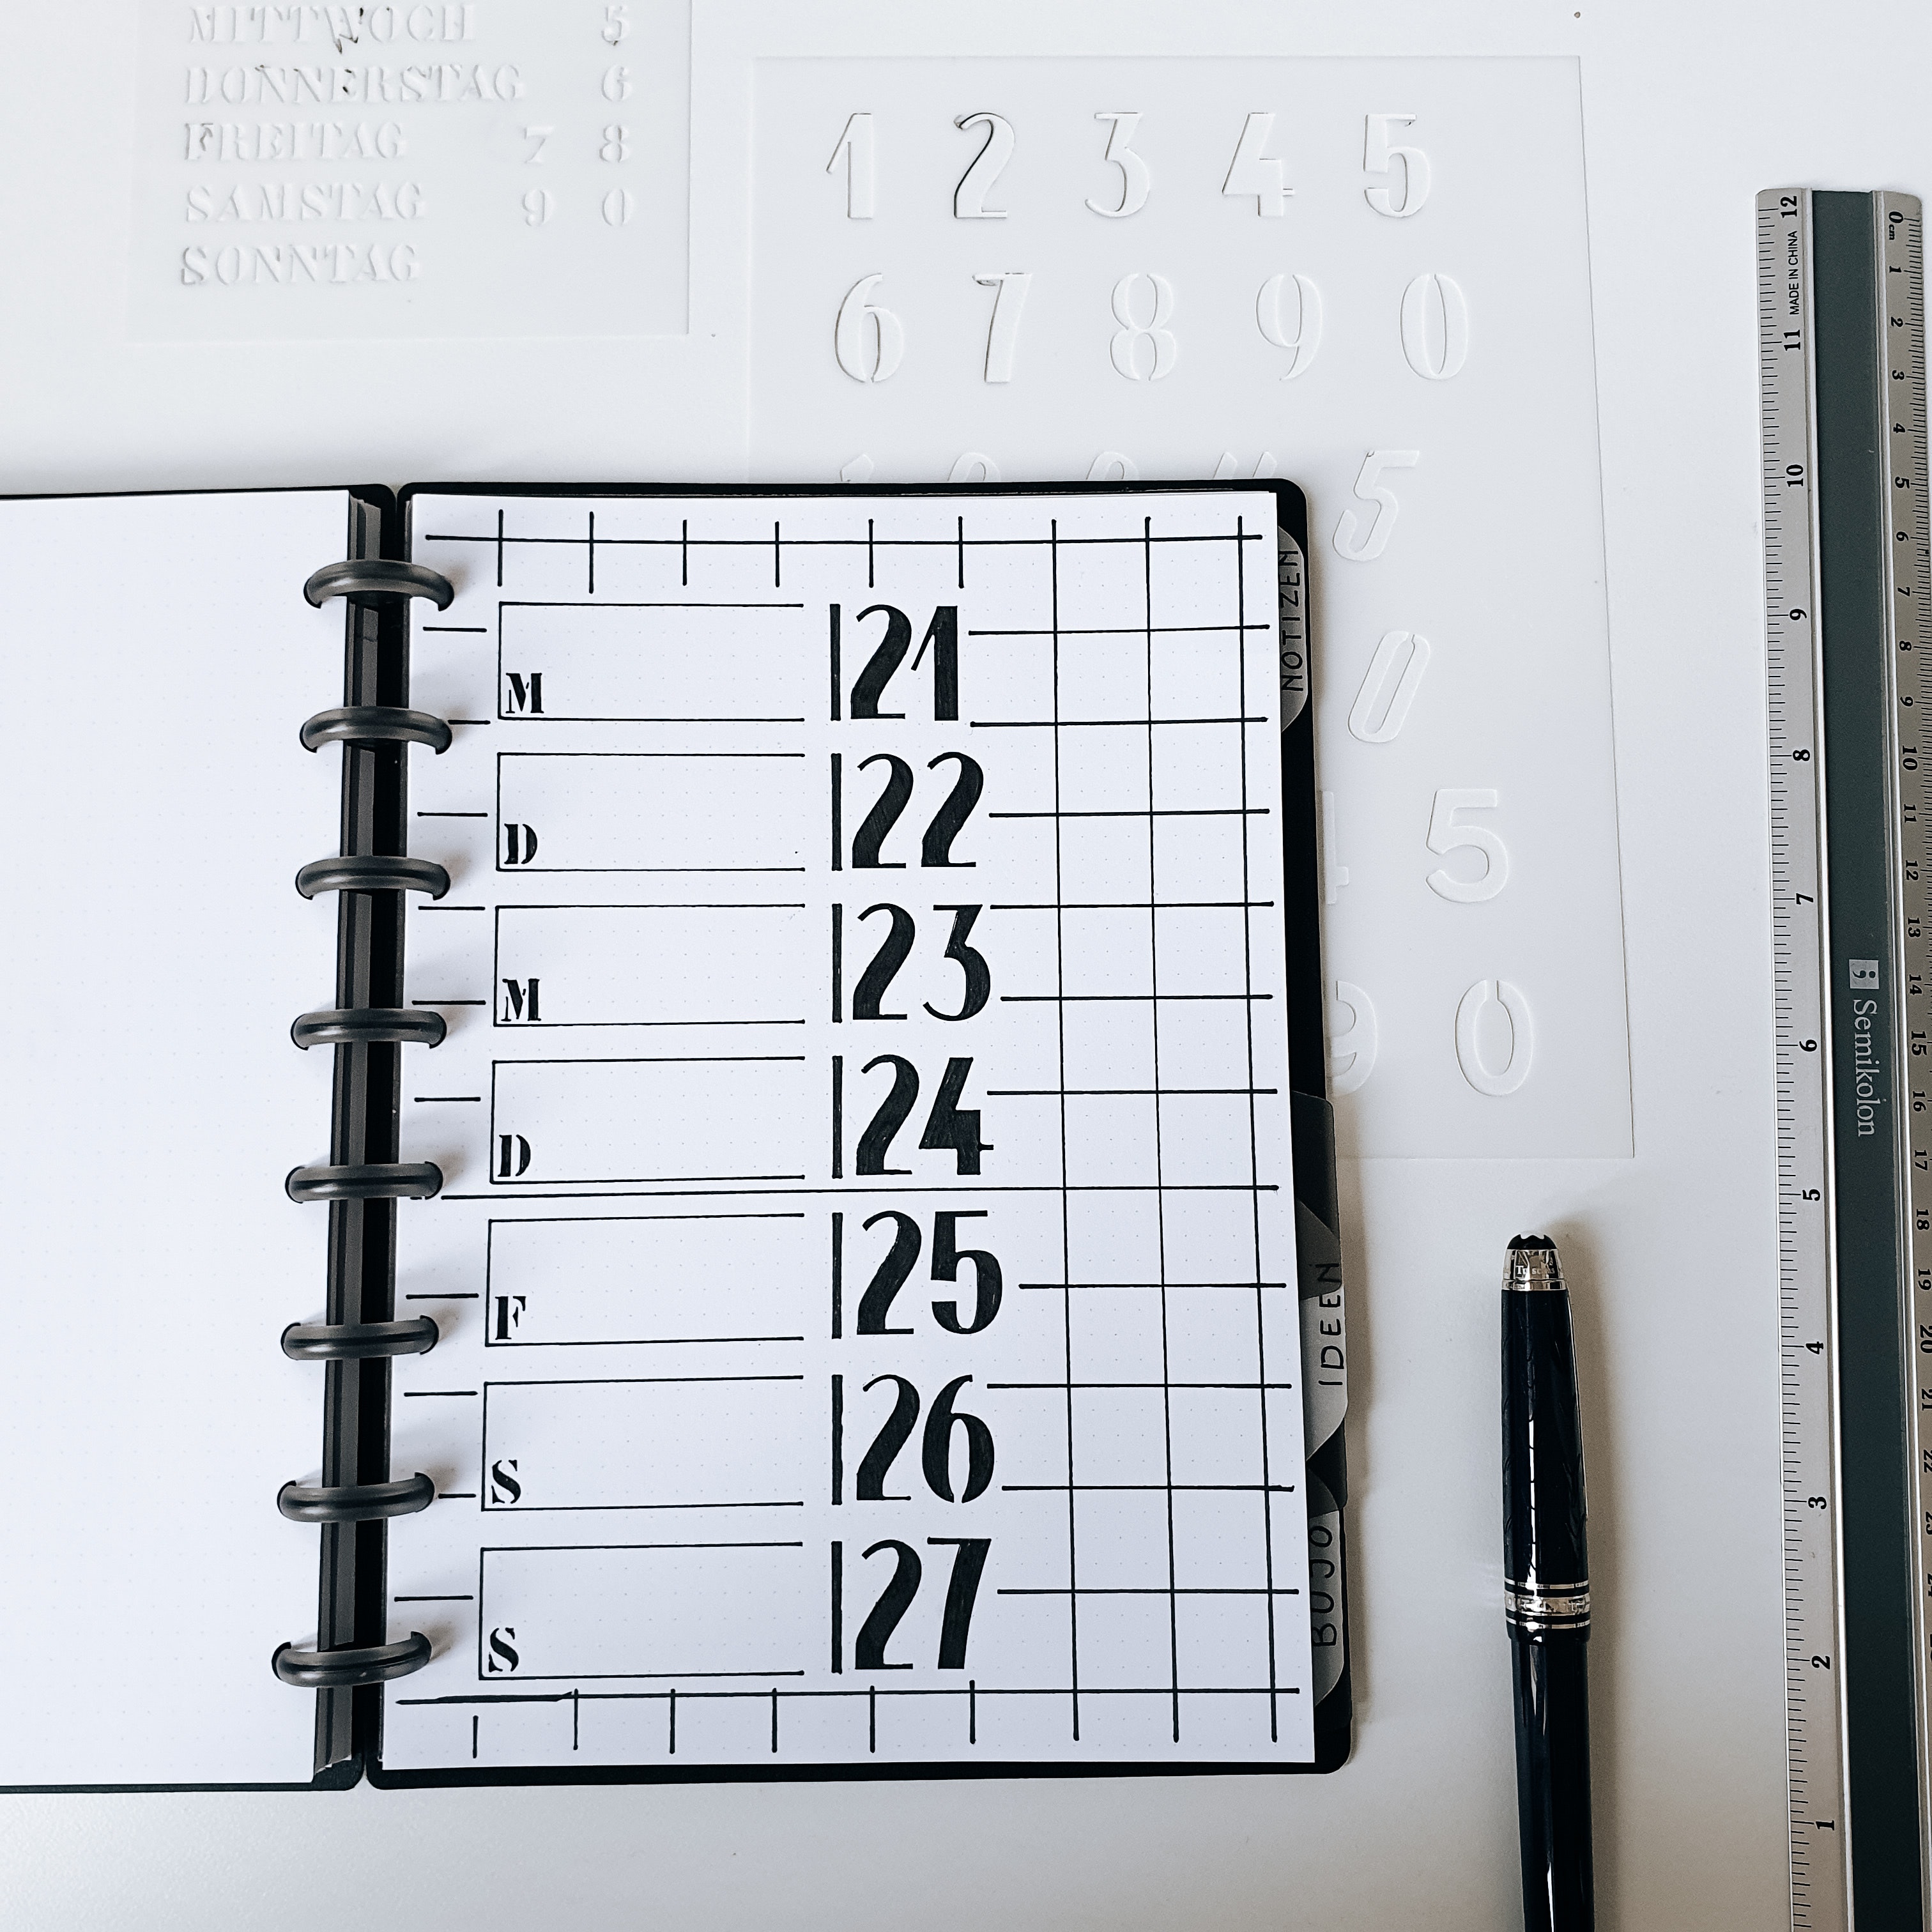 MITTWOCH 5
DONNERSTAG 6
FREITAG 7 8
SAMSTAG 9 0
SONNTAG
1 2 3 4 5
6 7 8 9 0
5
0
4 5
9 0
M 21
D 22
M 23
D 24
F 25
S 26
S 27
NOTIZEN
IDEEN
BUJO
12 11 10 9 8 7 6 5 4 3 2 1
MADE IN CHINA
Semikolon
0 cm 1 2 3 4 5 6 7 8 9 10 11 12 13 14 15 16 17 18 19 20 21 22 23